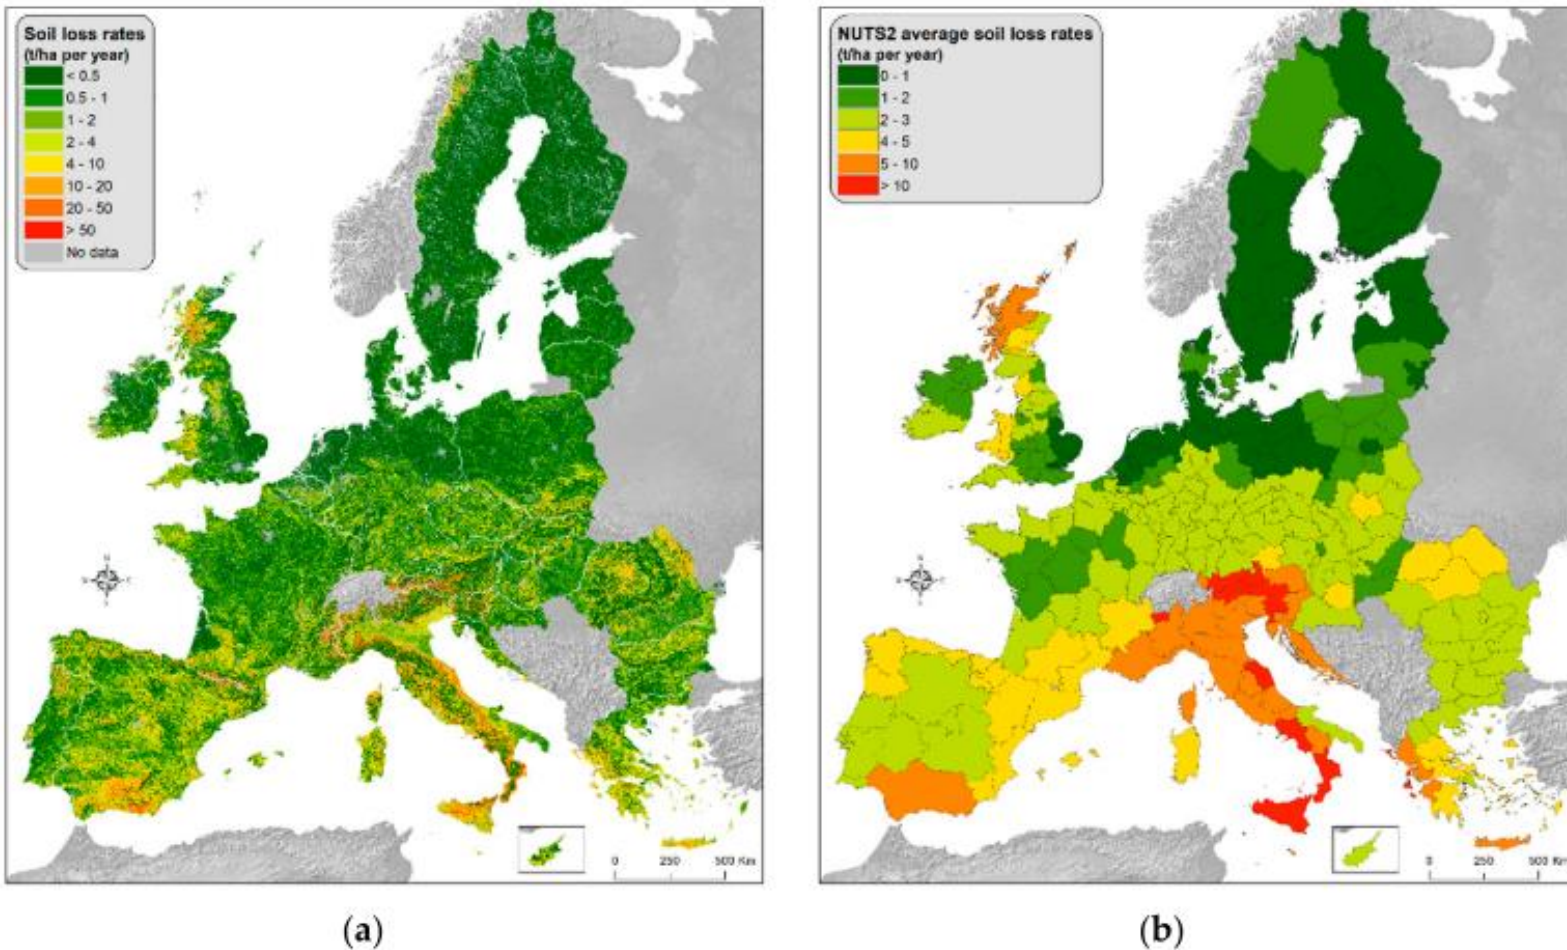 Soil loss rates
(t/ha per year)
< 0.5
0.5 - 1
1 - 2
2 - 4
4 - 10
10 - 20
20 - 50
> 50
No data
N
0 250 500 Km
(a)
NUTS2 average soil loss rates
(t/ha per year)
0 - 1
1 - 2
2 - 3
4 - 5
5 - 10
> 10
N
0 250 500 Km
(b)